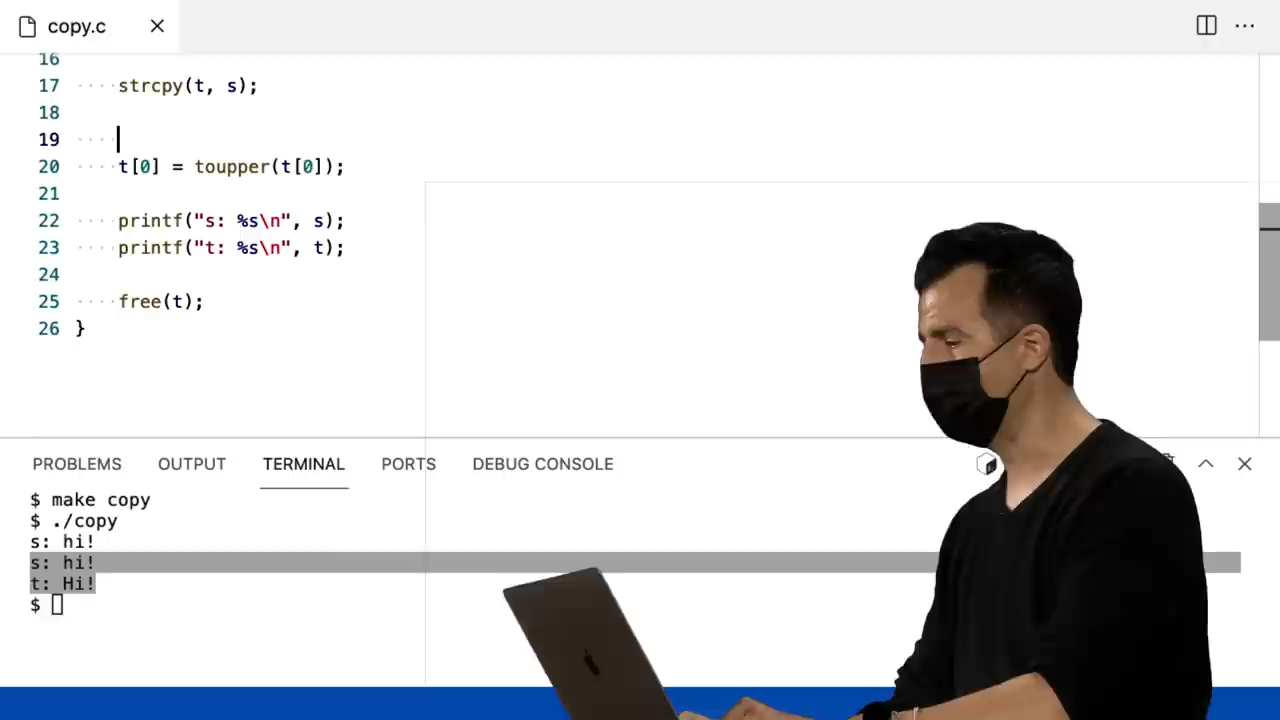 copy.c
16
17 strcpy(t, s);
18
19
20 t[0] = toupper(t[0]);
21
22 printf("s: %s\n", s);
23 printf("t: %s\n", t);
24
25 free(t);
26 }
PROBLEMS OUTPUT TERMINAL PORTS DEBUG CONSOLE
$ make copy
$ ./copy
s: hi!
s: hi!
t: Hi!
$